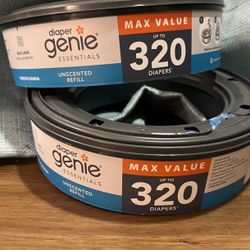 diaper
genie
ESSENTIALS
UNSCENTED
REFILL
MAX VALUE
UP TO
320
DIAPERS
diaper
genie
ESSENTIALS
UNSCENTED
REFILL
MAX VALUE
UP TO
320
DIAPERS